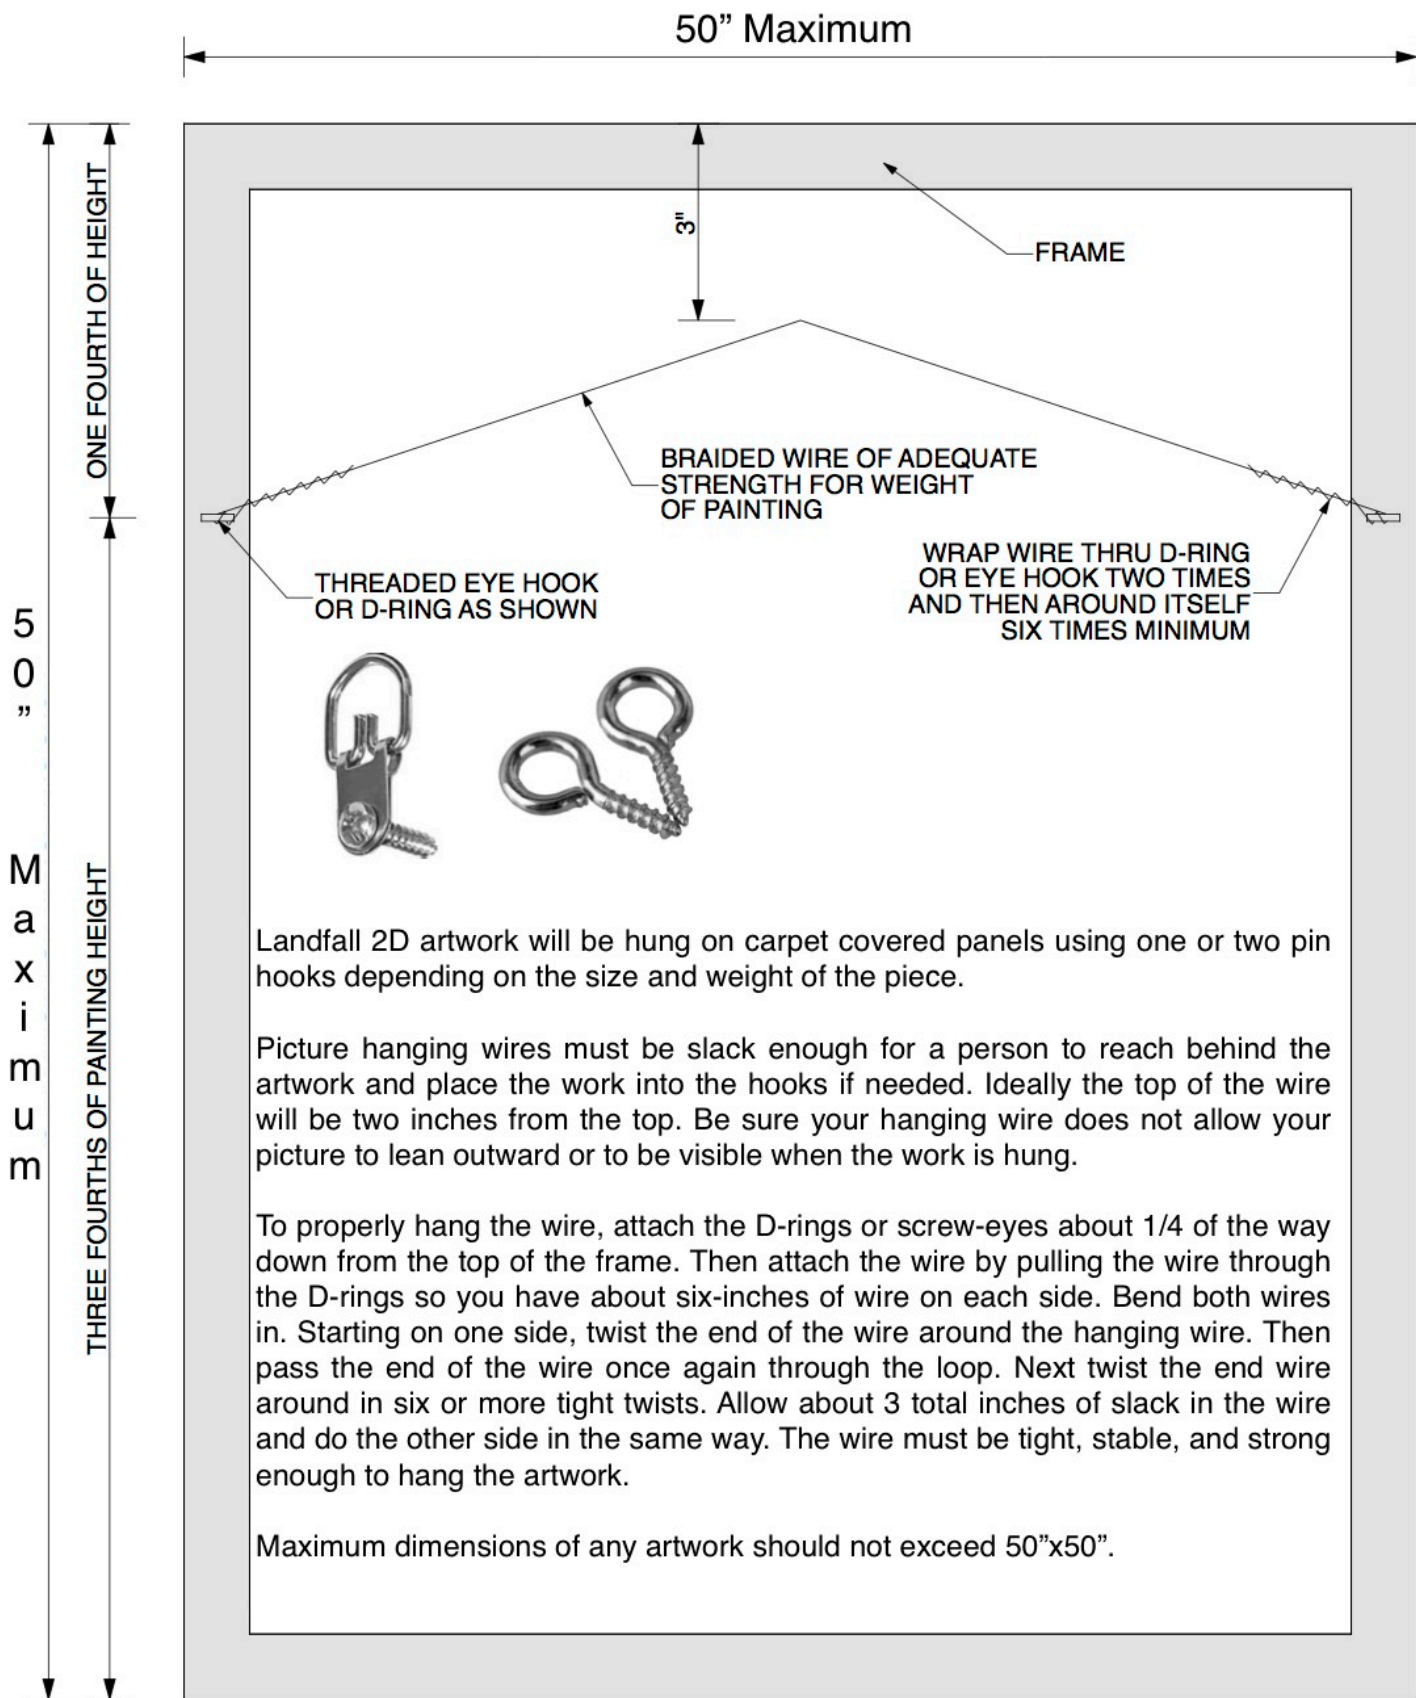 50” Maximum
ONE FOURTH OF HEIGHT
3"
FRAME
BRAIDED WIRE OF ADEQUATE
STRENGTH FOR WEIGHT
OF PAINTING
THREADED EYE HOOK
OR D-RING AS SHOWN
WRAP WIRE THRU D-RING
OR EYE HOOK TWO TIMES
AND THEN AROUND ITSELF
SIX TIMES MINIMUM
50” Maximum
THREE FOURTHS OF PAINTING HEIGHT
Landfall 2D artwork will be hung on carpet covered panels using one or two pin
hooks depending on the size and weight of the piece.
Picture hanging wires must be slack enough for a person to reach behind the
artwork and place the work into the hooks if needed. Ideally the top of the wire
will be two inches from the top. Be sure your hanging wire does not allow your
picture to lean outward or to be visible when the work is hung.
To properly hang the wire, attach the D-rings or screw-eyes about 1/4 of the way
down from the top of the frame. Then attach the wire by pulling the wire through
the D-rings so you have about six-inches of wire on each side. Bend both wires
in. Starting on one side, twist the end of the wire around the hanging wire. Then
pass the end of the wire once again through the loop. Next twist the end wire
around in six or more tight twists. Allow about 3 total inches of slack in the wire
and do the other side in the same way. The wire must be tight, stable, and strong
enough to hang the artwork.
Maximum dimensions of any artwork should not exceed 50”x50”.